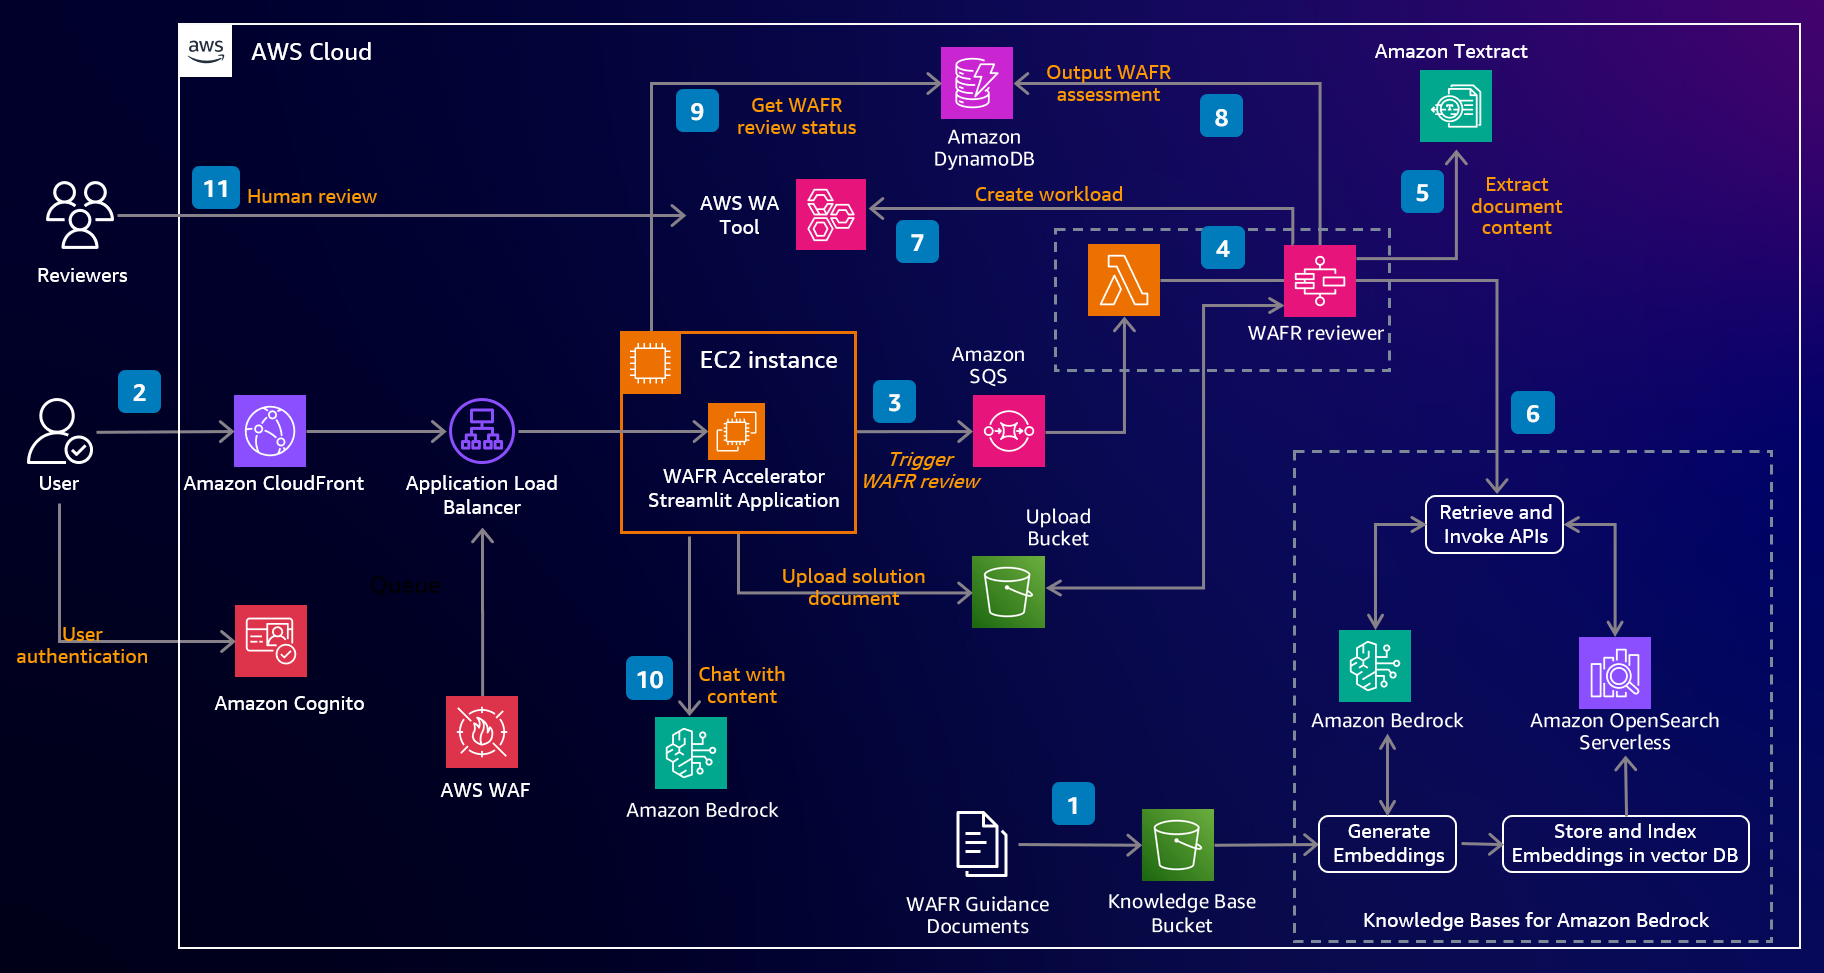 aws
AWS Cloud
Amazon Textract
9
Get WAFR
review status
Output WAFR
assessment
8
Amazon
DynamoDB
11
Human review
AWS WA
Tool
Create workload
7
5
Extract
document
content
Reviewers
4
WAFR reviewer
2
User
Amazon CloudFront
Application Load
Balancer
EC2 instance
WAFR Accelerator
Streamlit Application
3
Trigger
WAFR review
Amazon
SQS
6
Upload
Bucket
Upload solution
document
Queue
User
authentication
Amazon Cognito
AWS WAF
10
Chat with
content
Amazon Bedrock
Retrieve and
Invoke APIs
Amazon Bedrock
Amazon OpenSearch
Serverless
1
WAFR Guidance
Documents
Knowledge Base
Bucket
Generate
Embeddings
Store and Index
Embeddings in vector DB
Knowledge Bases for Amazon Bedrock